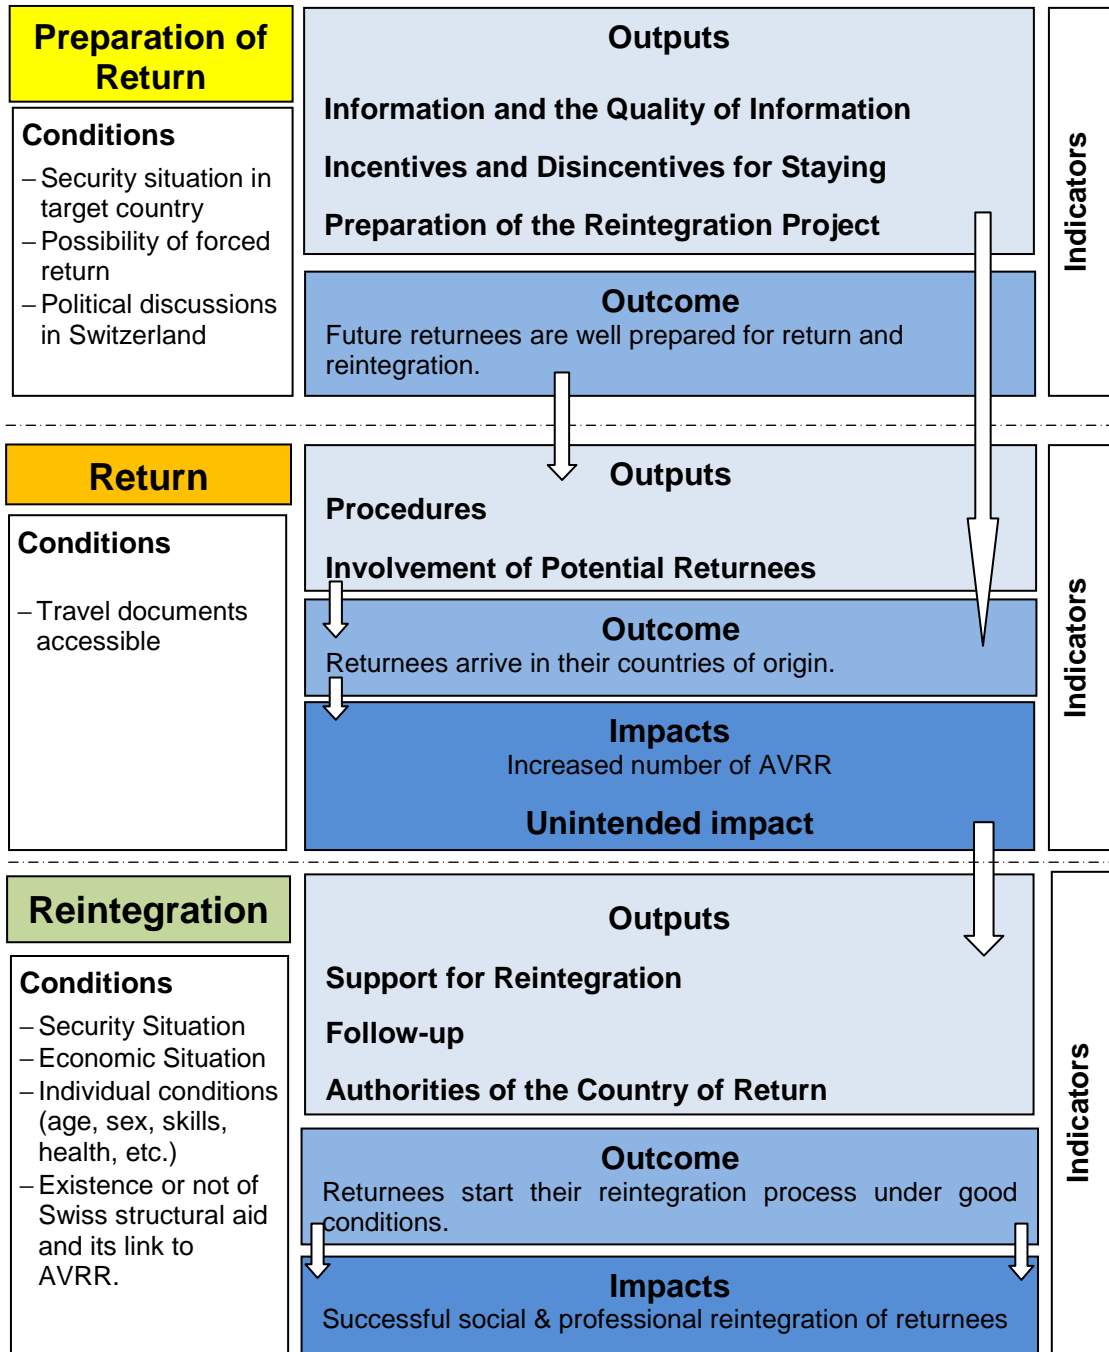 Preparation of
Return
Conditions
– Security situation in
target country
– Possibility of forced
return
– Political discussions
in Switzerland
Outputs
Information and the Quality of Information
Incentives and Disincentives for Staying
Preparation of the Reintegration Project
Outcome
Future returnees are well prepared for return and
reintegration.
Indicators
Return
Conditions
– Travel documents
accessible
Outputs
Procedures
Involvement of Potential Returnees
Outcome
Returnees arrive in their countries of origin.
Impacts
Increased number of AVRR
Unintended impact
Indicators
Reintegration
Conditions
– Security Situation
– Economic Situation
– Individual conditions
(age, sex, skills,
health, etc.)
– Existence or not of
Swiss structural aid
and its link to
AVRR.
Outputs
Support for Reintegration
Follow-up
Authorities of the Country of Return
Outcome
Returnees start their reintegration process under good
conditions.
Impacts
Successful social & professional reintegration of returnees
Indicators